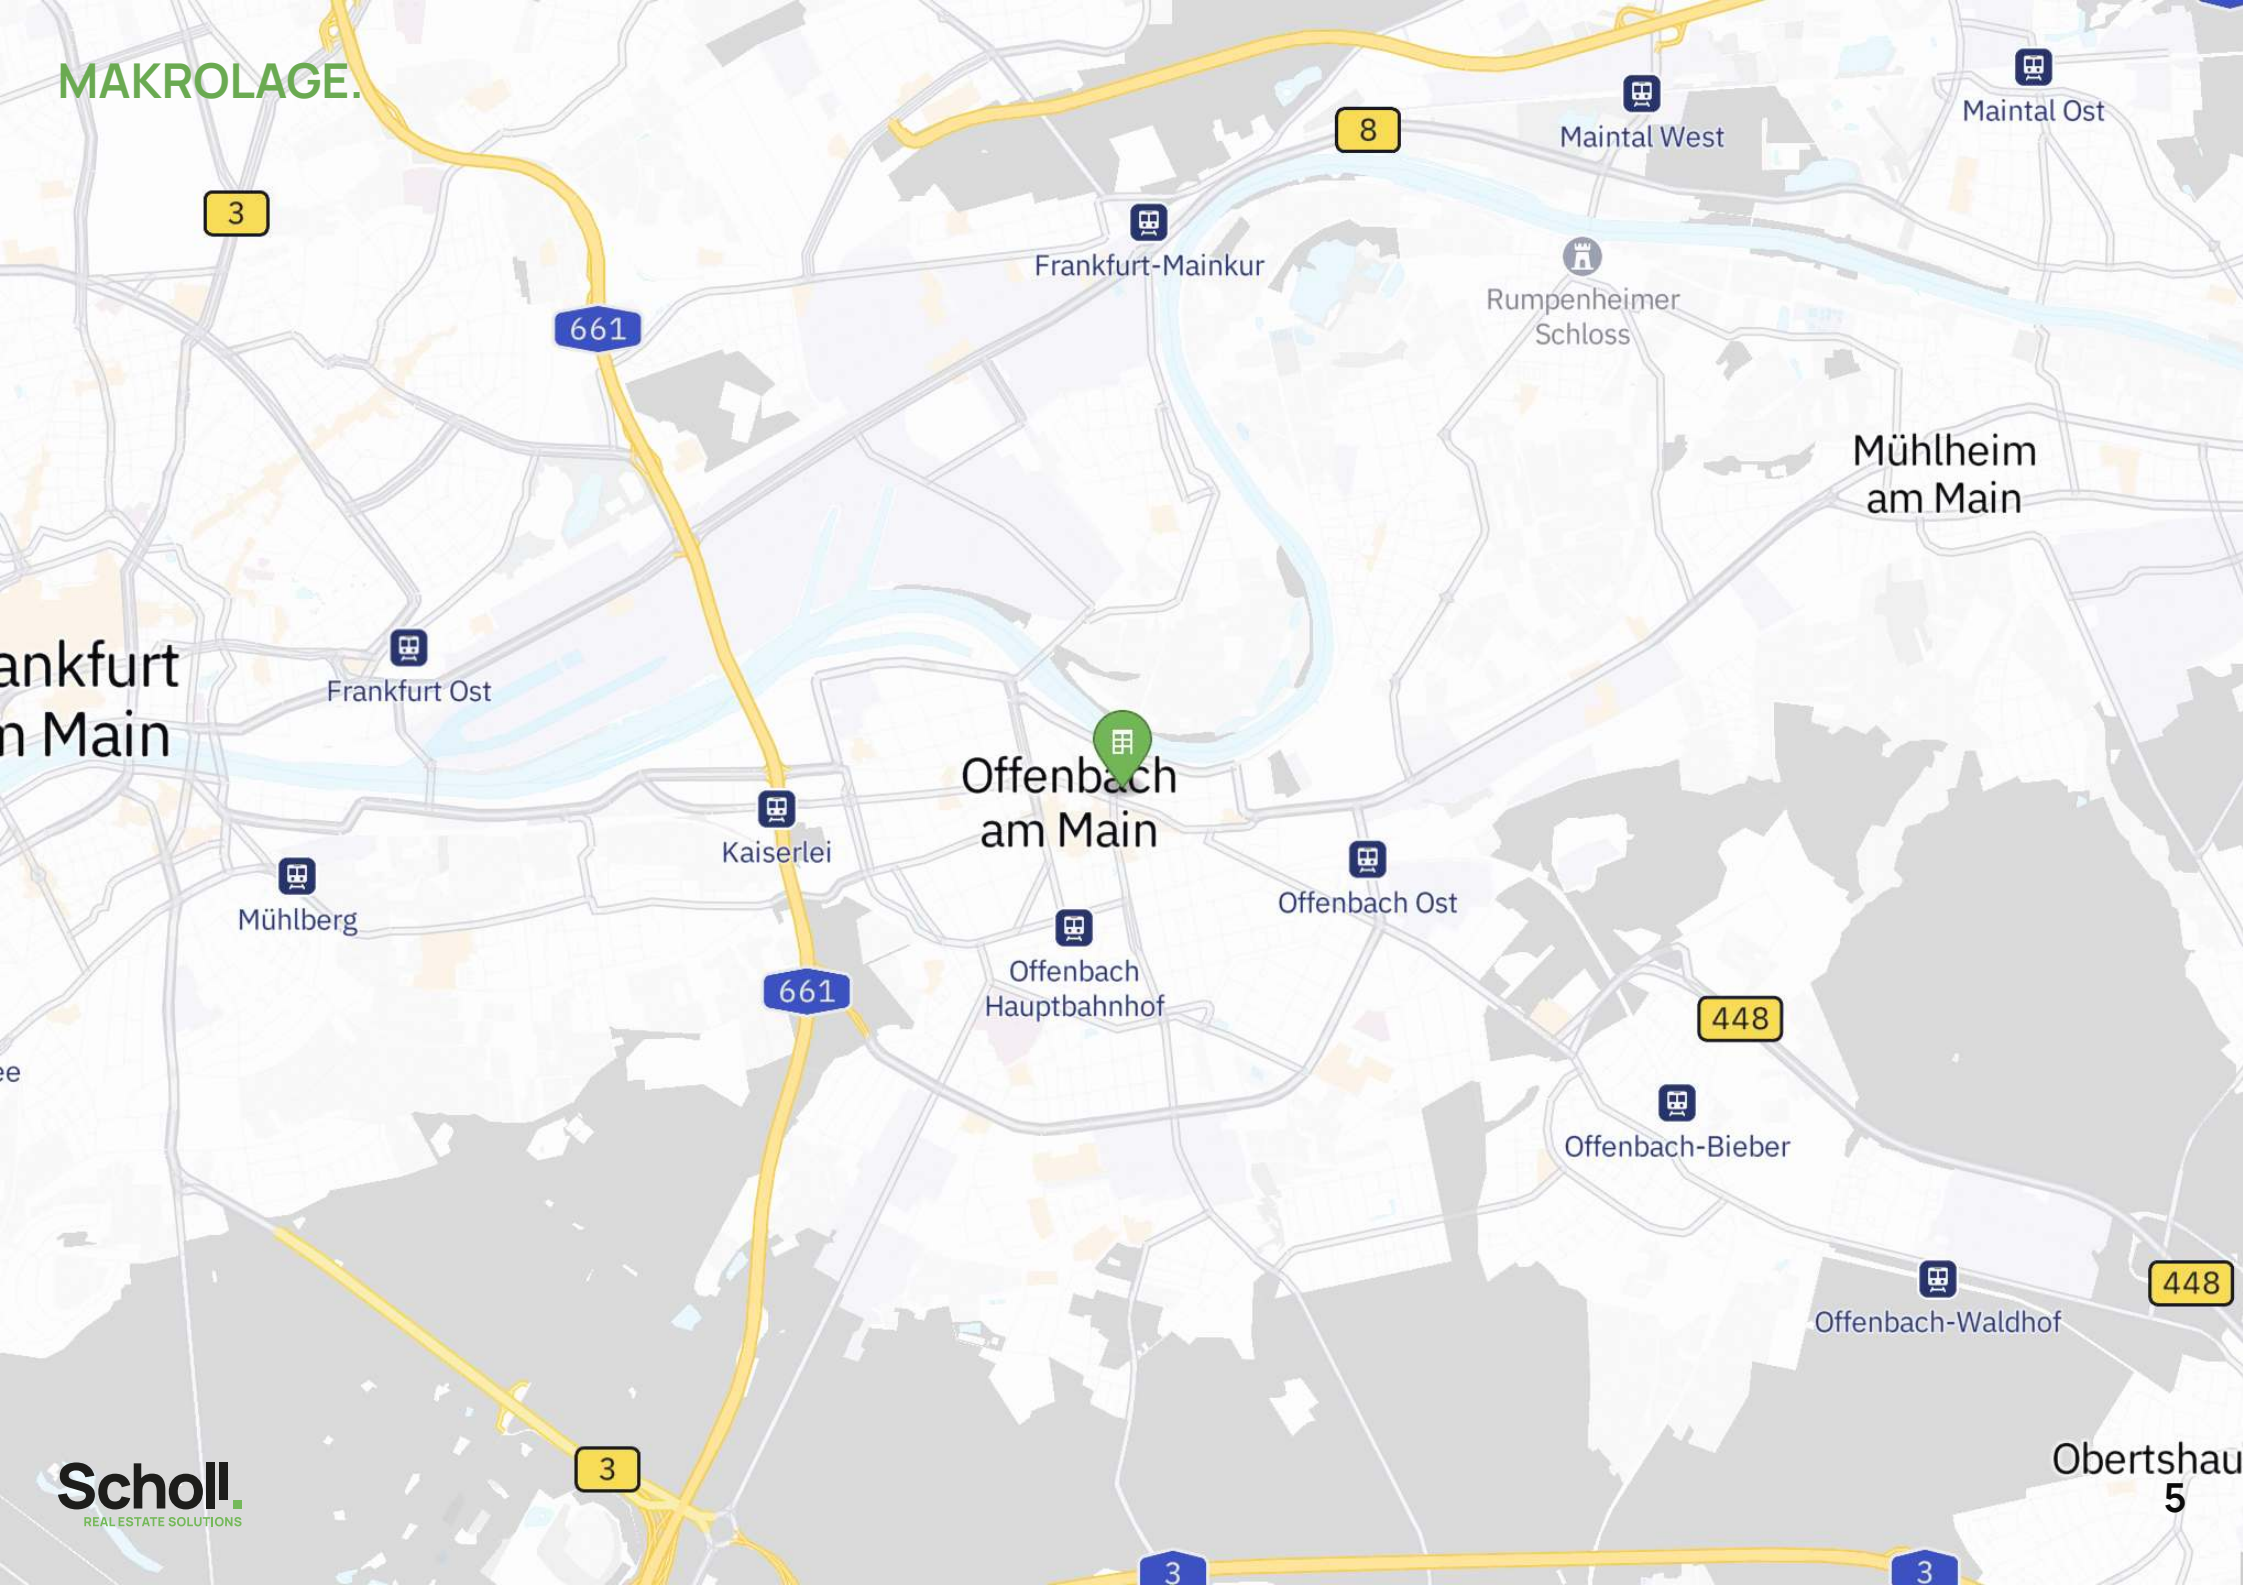 MAKROLAGE.
Maintal Ost
Maintal West
8
3
Frankfurt-Mainkur
Rumpenheimer
Schloss
661
Mühlheim
am Main
ankfurt
Main
Frankfurt Ost
Offenbach
am Main
Kaiserlei
Offenbach Ost
Mühlberg
Offenbach
Hauptbahnhof
661
448
ee
Offenbach-Bieber
448
Offenbach-Waldhof
3
Obertshau
Scholl.
REAL ESTATE SOLUTIONS
5
3
3